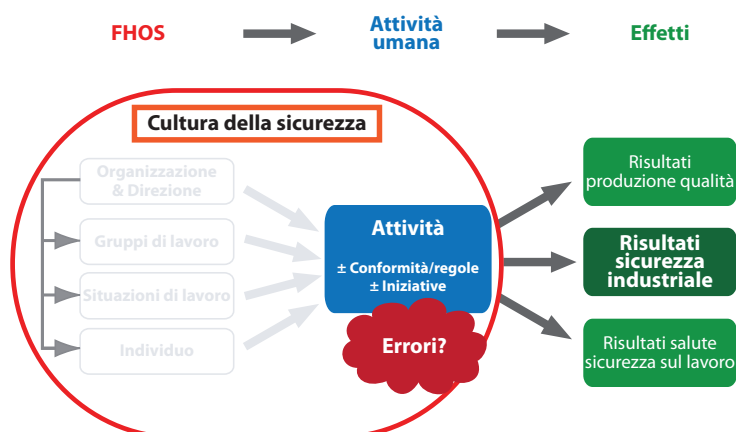 FHOS
Attività
umana
Effetti
Cultura della sicurezza
Organizzazione
& Direzione
Gruppi di lavoro
Situazioni di lavoro
Individuo
Attività
± Conformità/regole
± Iniziative
Errori?
Risultati
produzione qualità
Risultati
sicurezza
industriale
Risultati salute
sicurezza sul lavoro